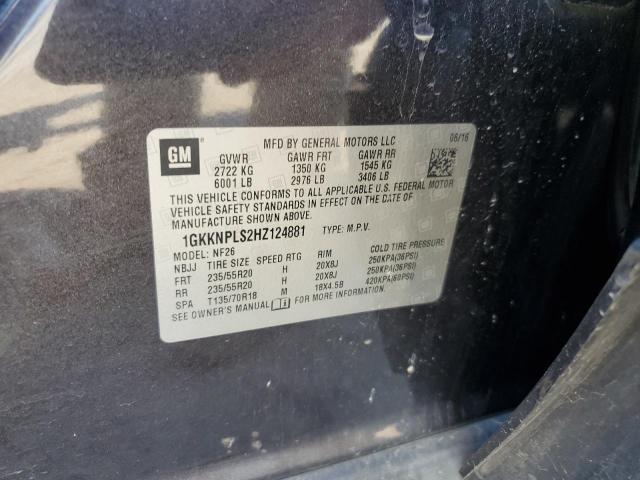 GM
MFD BY GENERAL MOTORS LLC 06/16
GVWR GAWR FRT GAWR RR
2722 KG 1350 KG 1545 KG
6001 LB 2976 LB 3406 LB
THIS VEHICLE CONFORMS TO ALL APPLICABLE U.S. FEDERAL MOTOR
VEHICLE SAFETY STANDARDS IN EFFECT ON THE DATE OF
MANUFACTURE SHOWN ABOVE.
1GKKNPLS2HZ124881 TYPE: M.P.V.
MODEL: NF26
NBJJ TIRE SIZE SPEED RTG RIM COLD TIRE PRESSURE
FRT 235/55R20 H 20X8J 250KPA(36PSI)
RR 235/55R20 H 20X8J 250KPA(36PSI)
SPA T135/70R18 M 18X4.5B 420KPA(60PSI)
SEE OWNER'S MANUAL FOR MORE INFORMATION.